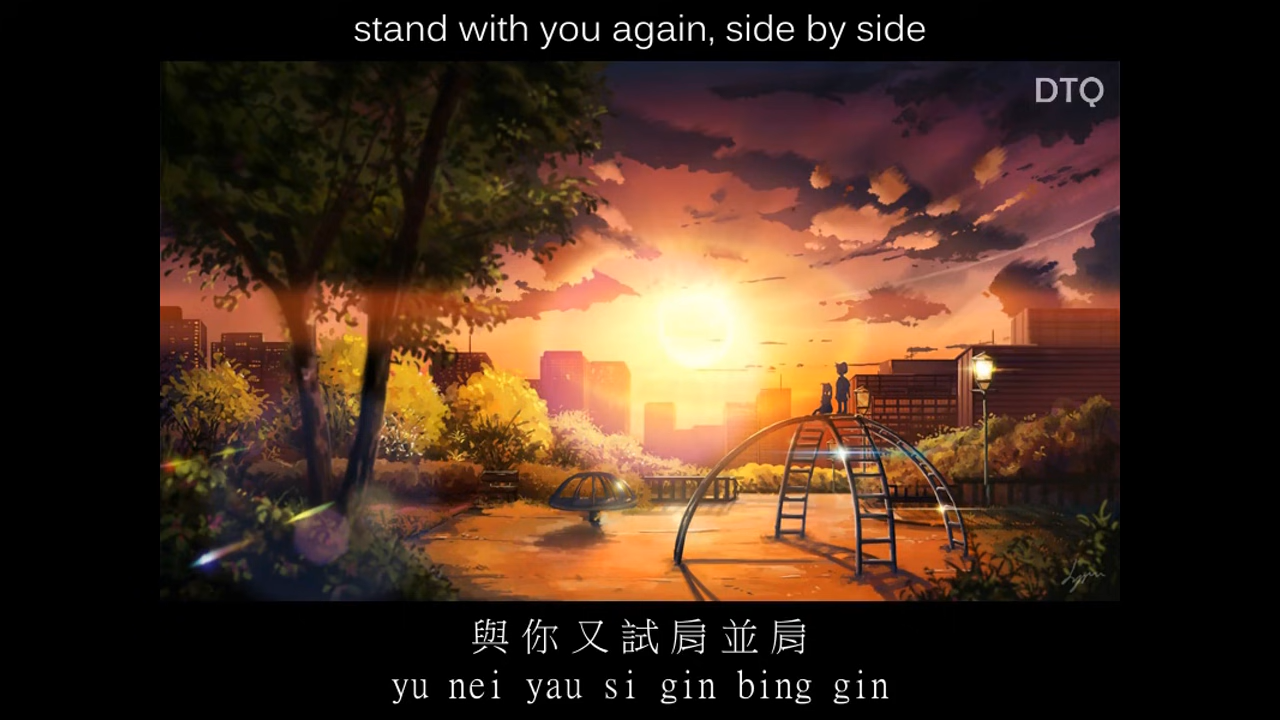 stand with you again, side by side
DTQ
與你又試肩並肩
yu nei yau si gin bing gin